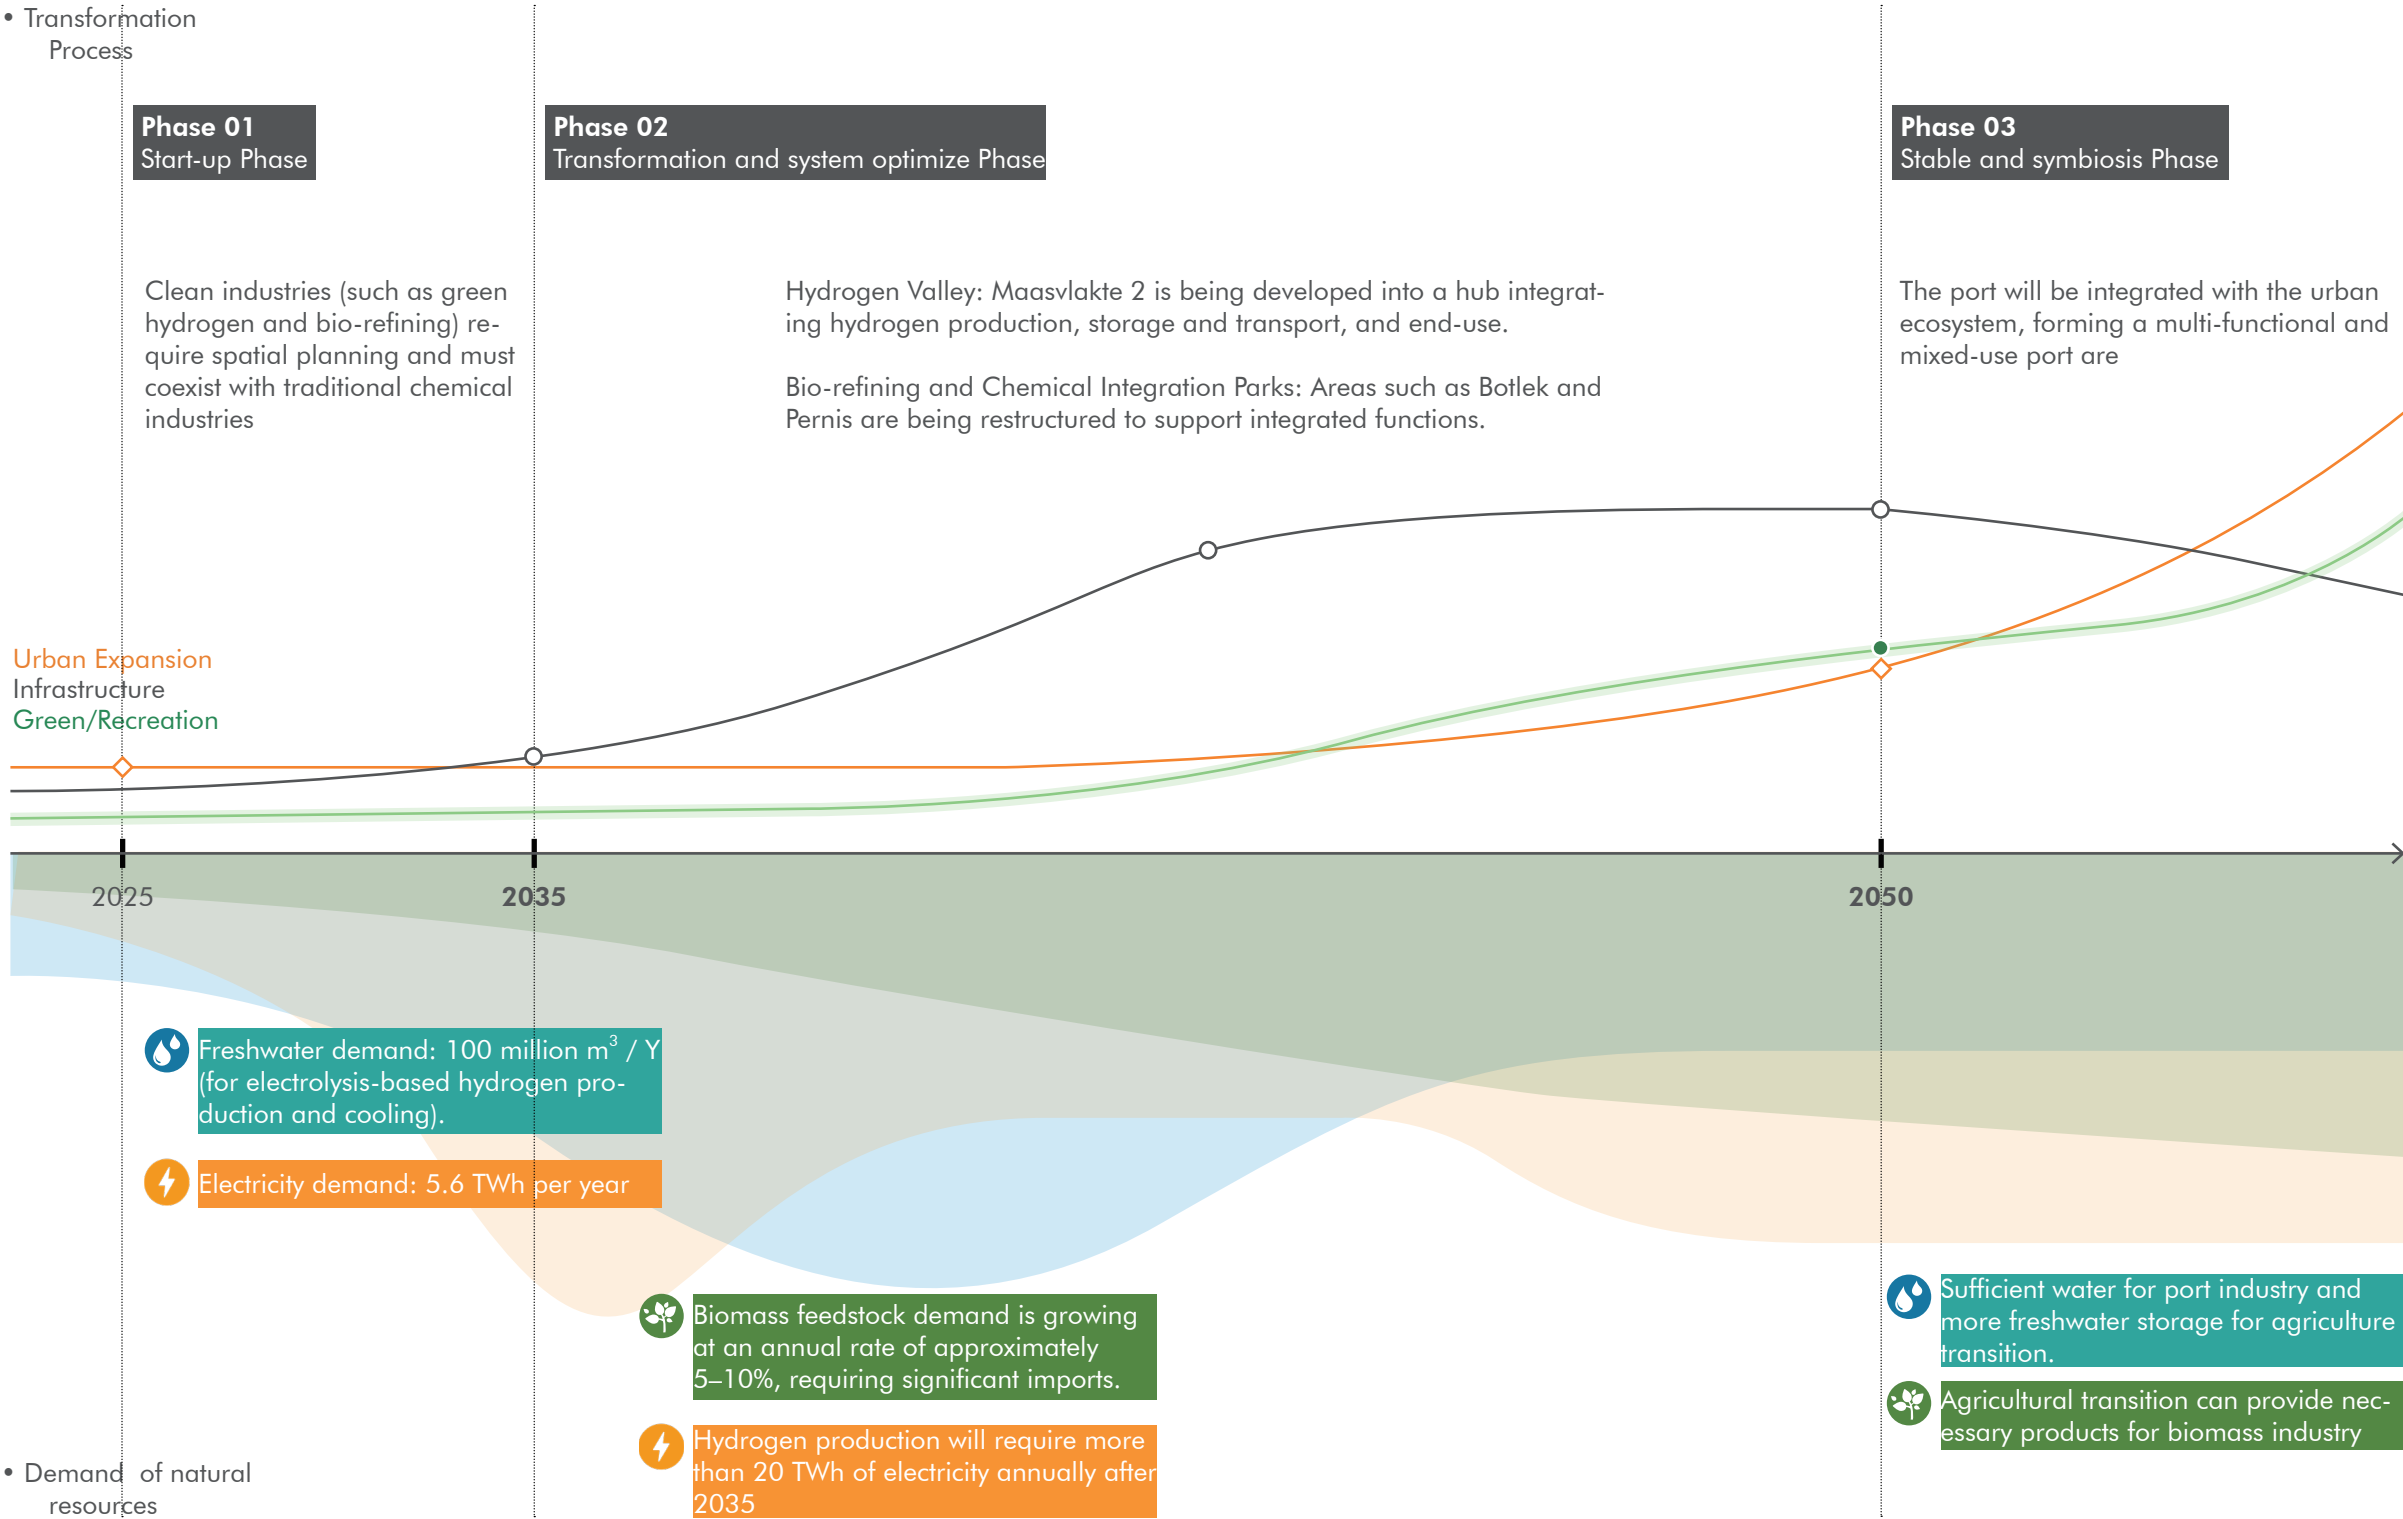 • Transformation
Process
Phase 01
Start-up Phase
Phase 02
Transformation and system optimize Phase
Phase 03
Stable and symbiosis Phase
Clean industries (such as green
hydrogen and bio-refining) re-
quire spatial planning and must
coexist with traditional chemical
industries
Hydrogen Valley: Maasvlakte 2 is being developed into a hub integrat-
ing hydrogen production, storage and transport, and end-use.
Bio-refining and Chemical Integration Parks: Areas such as Botlek and
Pernis are being restructured to support integrated functions.
The port will be integrated with the urban
ecosystem, forming a multi-functional and
mixed-use port are
Urban Expansion
Infrastructure
Green/Recreation
2025
2035
2050
Freshwater demand: 100 million m³ / Y
(for electrolysis-based hydrogen pro-
duction and cooling).
Electricity demand: 5.6 TWh per year
Biomass feedstock demand is growing
at an annual rate of approximately
5–10%, requiring significant imports.
Hydrogen production will require more
than 20 TWh of electricity annually after
2035
Sufficient water for port industry and
more freshwater storage for agriculture
transition.
Agricultural transition can provide nec-
essary products for biomass industry
• Demand of natural
resources